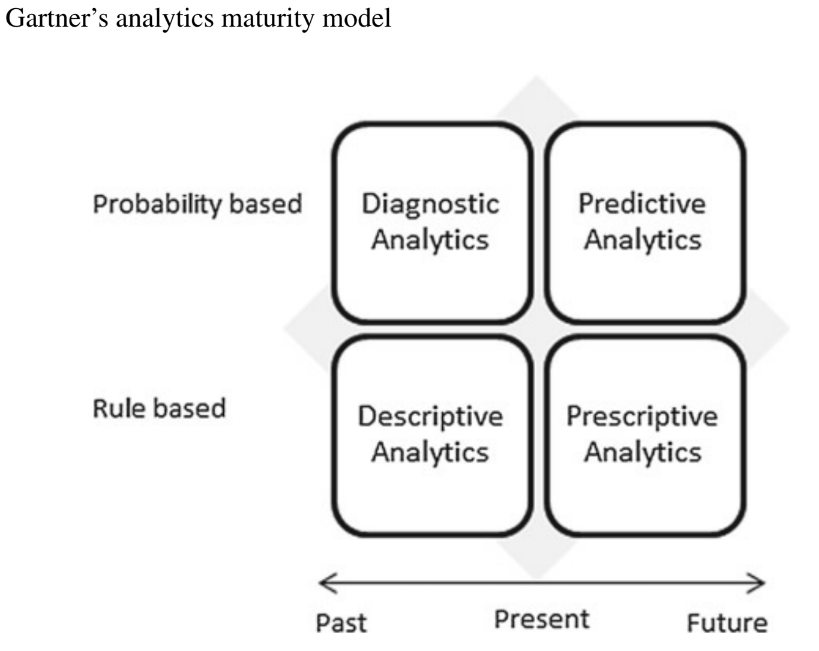 Gartner’s analytics maturity model
Probability based
Diagnostic
Analytics
Predictive
Analytics
Rule based
Descriptive
Analytics
Prescriptive
Analytics
Past
Present
Future